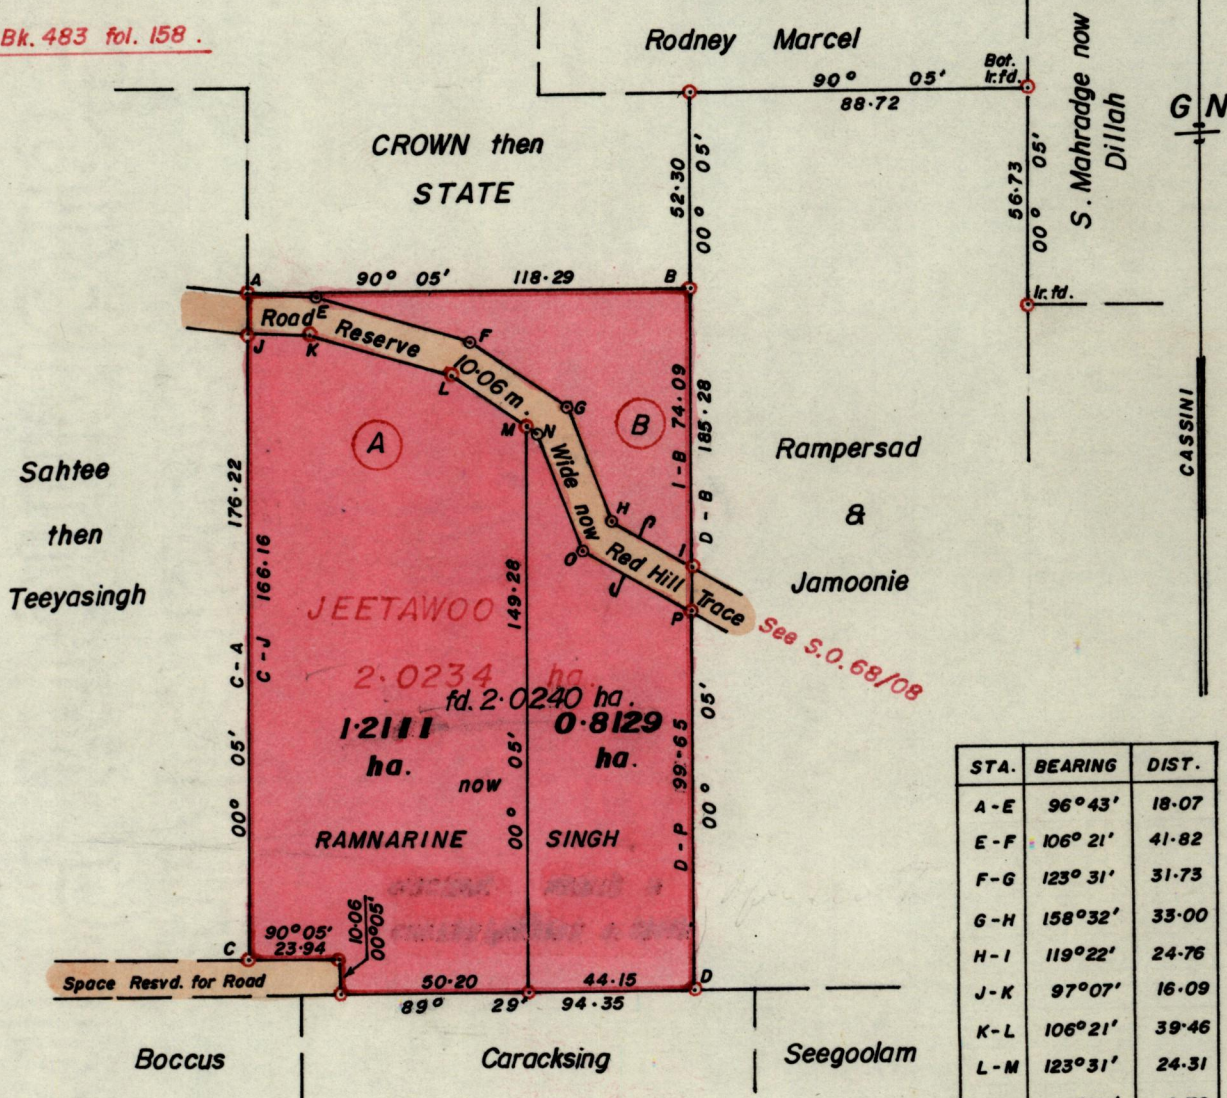 Bk. 483 fol. 158.
Rodney Marcel
Bot.
Ir.fd.
90° 05'
88.72
S. Mahradge now
Dillah
G N
CROWN then
STATE
52.30
00° 05'
56.73
00° 05'
Ir.fd.
A
90° 05' 118.29
B
Road Reserve
10.06 m. Wide now Red Hill Trace
E
F
G
H
I
J
K
L
M
N
O
P
A
B
I-B 74.09
D-B 185.28
CASSINI
Rampersad
&
Jamoonie
Sahtee
then
Teeyasingh
176.22
C-A
00° 05'
C-J 166.16
149.28
00° 05'
JEETAWOO
2.0234 ha.
fd. 2.0240 ha.
1.2111
ha.
0.8129
ha.
now
RAMNARINE SINGH
See S.O. 68/08
D-P 99.65
00° 05'
C
90°05'
23.94
10.06
00°05'
Space Resvd. for Road
50.20
44.15
D
89° 29' 94.35
Boccus
Caracksing
Seegoolam
STA. BEARING DIST.
A-E 96°43' 18.07
E-F 106°21' 41.82
F-G 123°31' 31.73
G-H 158°32' 33.00
H-I 119°22' 24.76
J-K 97°07' 16.09
K-L 106°21' 39.46
L-M 123°31' 24.31